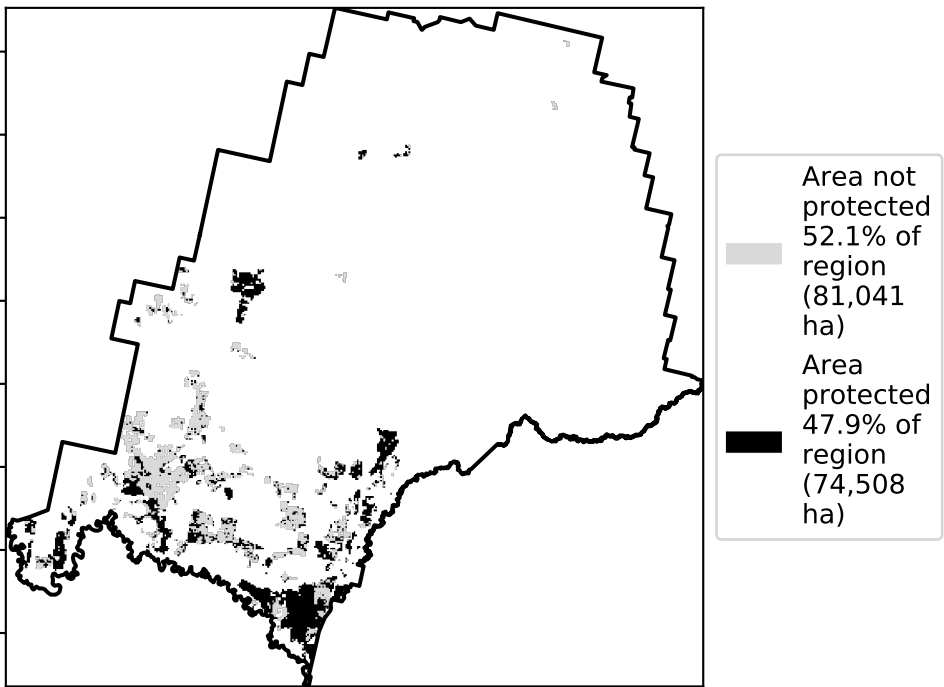 Area not
protected
52.1% of
region
(81,041
ha)
Area
protected
47.9% of
region
(74,508
ha)